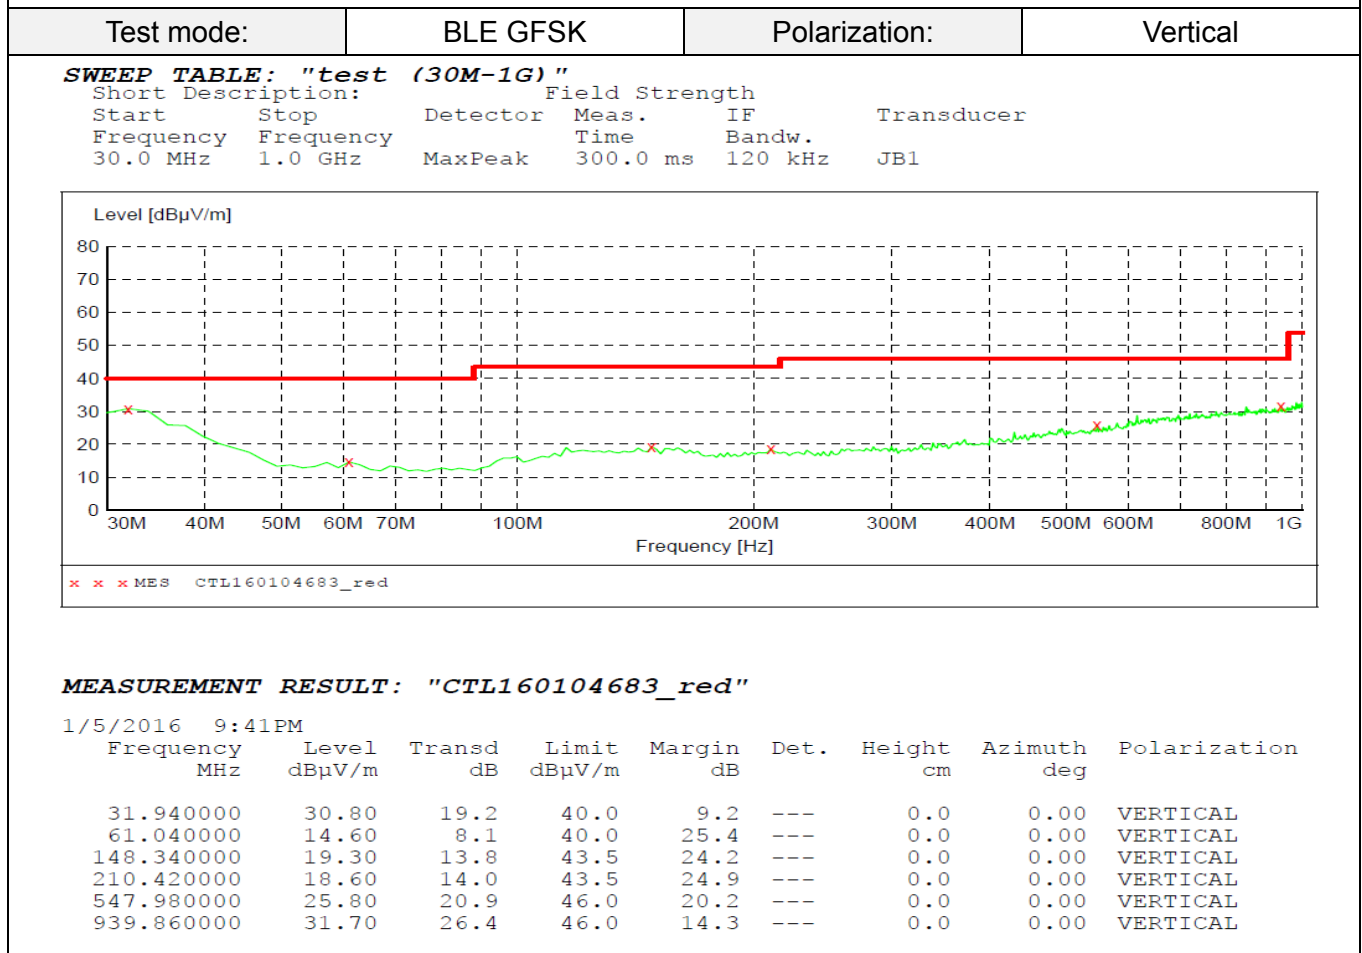 Test mode: BLE GFSK Polarization: Vertical
SWEEP TABLE: "test (30M-1G)"
Short Description: Field Strength
Start Stop Detector Meas. IF Transducer
Frequency Frequency Time Bandw.
30.0 MHz 1.0 GHz MaxPeak 300.0 ms 120 kHz JB1
Level [dBµV/m]
80
70
60
50
40
30
20
10
0
30M 40M 50M 60M 70M 100M 200M 300M 400M 500M 600M 800M 1G
Frequency [Hz]
x x x MES CTL160104683_red
MEASUREMENT RESULT: "CTL160104683_red"
1/5/2016 9:41PM
Frequency Level Transd Limit Margin Det. Height Azimuth Polarization
MHz dBµV/m dB dBµV/m dB cm deg
31.940000 30.80 19.2 40.0 9.2 --- 0.0 0.00 VERTICAL
61.040000 14.60 8.1 40.0 25.4 --- 0.0 0.00 VERTICAL
148.340000 19.30 13.8 43.5 24.2 --- 0.0 0.00 VERTICAL
210.420000 18.60 14.0 43.5 24.9 --- 0.0 0.00 VERTICAL
547.980000 25.80 20.9 46.0 20.2 --- 0.0 0.00 VERTICAL
939.860000 31.70 26.4 46.0 14.3 --- 0.0 0.00 VERTICAL